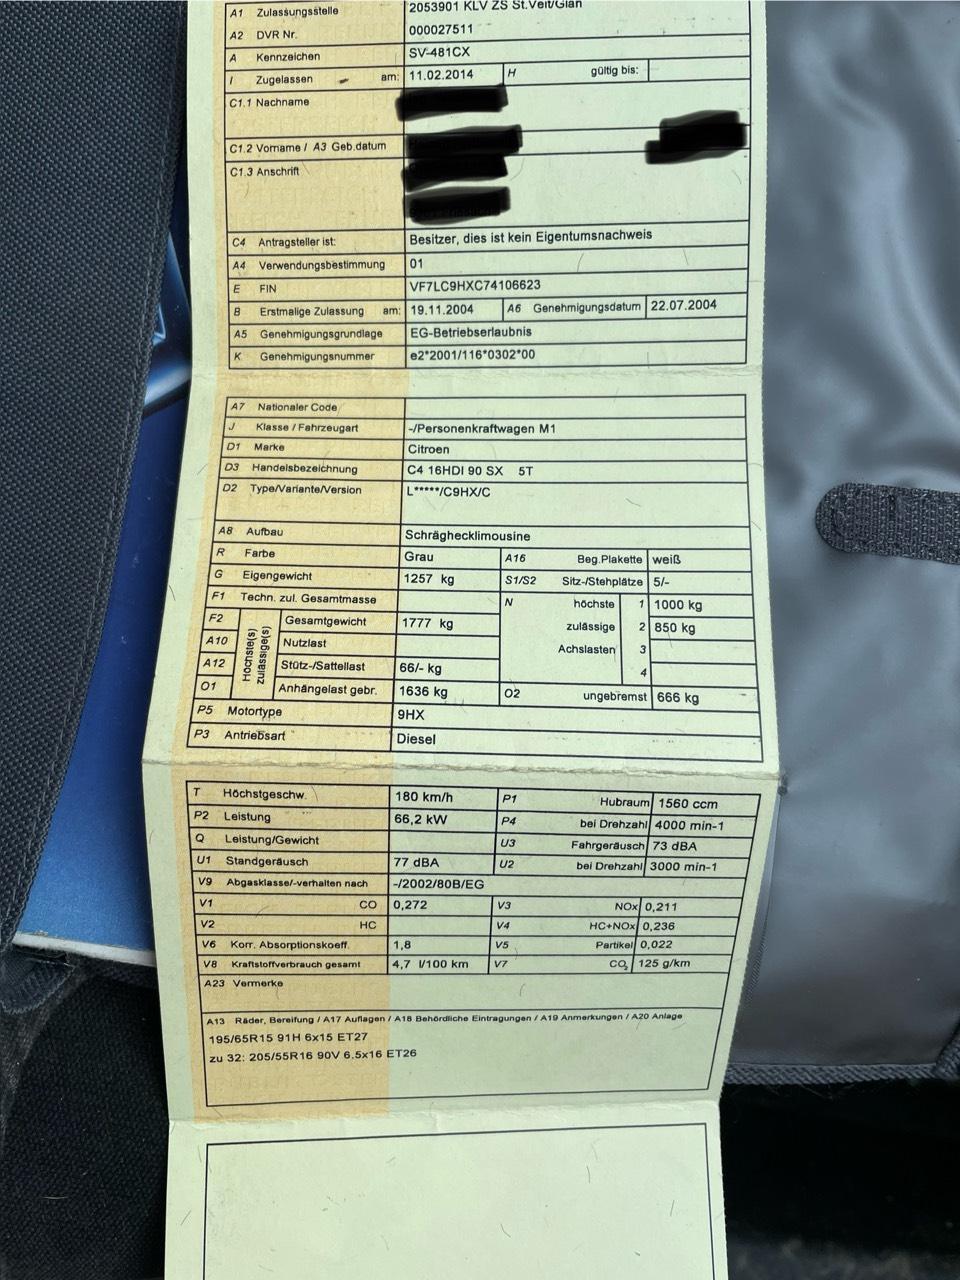 A1 Zulassungsstelle 2053901 KLV ZS St.Veit/Glan
A2 DVR Nr. 000027511
A Kennzeichen SV-481CX
I Zugelassen am: 11.02.2014 H gültig bis:
C1.1 Nachname
C1.2 Vorname / A3 Geb.datum
C1.3 Anschrift
C4 Antragsteller ist: Besitzer, dies ist kein Eigentumsnachweis
A4 Verwendungsbestimmung 01
E FIN VF7LC9HXC74106623
B Erstmalige Zulassung am: 19.11.2004 A6 Genehmigungsdatum 22.07.2004
A5 Genehmigungsgrundlage EG-Betriebserlaubnis
K Genehmigungsnummer e2*2001/116*0302*00
A7 Nationaler Code
J Klasse / Fahrzeugart -/Personenkraftwagen M1
D1 Marke Citroen
D3 Handelsbezeichnung C4 16HDI 90 SX 5T
D2 Type/Variante/Version L*****/C9HX/C
A8 Aufbau Schräghecklimousine
R Farbe Grau A16 Beg.Plakette weiß
G Eigengewicht 1257 kg S1/S2 Sitz-/Stehplätze 5/-
F1 Techn. zul. Gesamtmasse N höchste 1 1000 kg
F2 Höchste(s) zulässige(s) Gesamtgewicht 1777 kg zulässige 2 850 kg
A10 Nutzlast Achslasten 3
A12 Stütz-/Sattellast 66/- kg 4
O1 Anhängelast gebr. 1636 kg O2 ungebremst 666 kg
P5 Motortype 9HX
P3 Antriebsart Diesel
T Höchstgeschw. 180 km/h P1 Hubraum 1560 ccm
P2 Leistung 66,2 kW P4 bei Drehzahl 4000 min-1
Q Leistung/Gewicht U3 Fahrgeräusch 73 dBA
U1 Standgeräusch 77 dBA U2 bei Drehzahl 3000 min-1
V9 Abgasklasse/-verhalten nach -/2002/80B/EG
V1 CO 0,272 V3 NOx 0,211
V2 HC V4 HC+NOx 0,236
V6 Korr. Absorptionskoeff. 1,8 V5 Partikel 0,022
V8 Kraftstoffverbrauch gesamt 4,7 l/100 km V7 CO₂ 125 g/km
A23 Vermerke
A13 Räder, Bereifung / A17 Auflagen / A18 Behördliche Eintragungen / A19 Anmerkungen / A20 Anlage
195/65R15 91H 6x15 ET27
zu 32: 205/55R16 90V 6.5x16 ET26